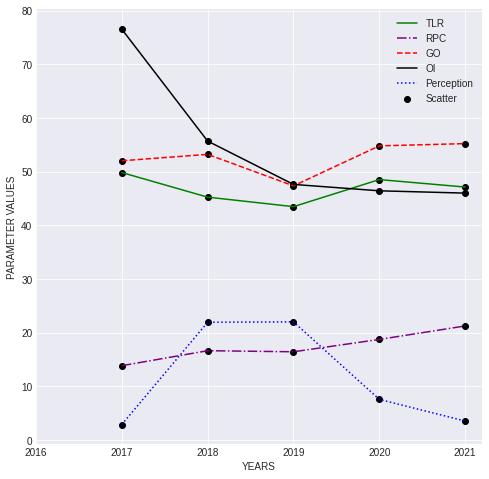 80
70
60
50
40
30
20
10
0
PARAMETER VALUES
TLR
RPC
GO
OI
Perception
Scatter
2016 2017 2018 2019 2020 2021
YEARS